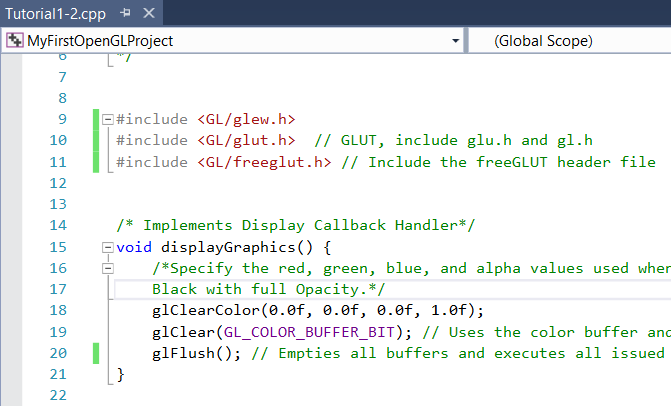 Tutorial1-2.cpp
MyFirstOpenGLProject
(Global Scope)
6 */
7
8
9 #include <GL/glew.h>
10 #include <GL/glut.h>  // GLUT, include glu.h and gl.h
11 #include <GL/freeglut.h> // Include the freeGLUT header file
12
13
14 /* Implements Display Callback Handler*/
15 void displayGraphics() {
16 /*Specify the red, green, blue, and alpha values used when
17 Black with full Opacity.*/
18 glClearColor(0.0f, 0.0f, 0.0f, 1.0f);
19 glClear(GL_COLOR_BUFFER_BIT); // Uses the color buffer and
20 glFlush(); // Empties all buffers and executes all issued
21 }
22